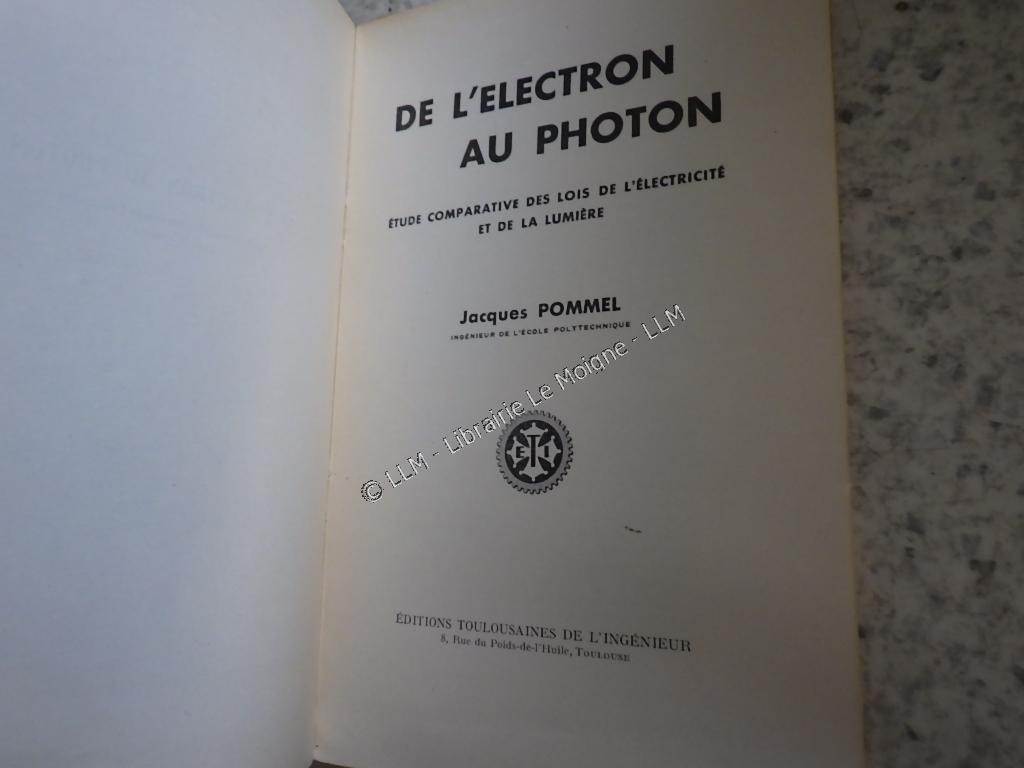 DE L'ELECTRON
AU PHOTON
ÉTUDE COMPARATIVE DES LOIS DE L'ÉLECTRICITÉ
ET DE LA LUMIÈRE
Jacques POMMEL
INGÉNIEUR DE L'ÉCOLE POLYTECHNIQUE
© LLM - Librairie Le Moigne - LLM
ETI
ÉDITIONS TOULOUSAINES DE L'INGÉNIEUR
8, Rue du Poids-de-l'Huile, TOULOUSE